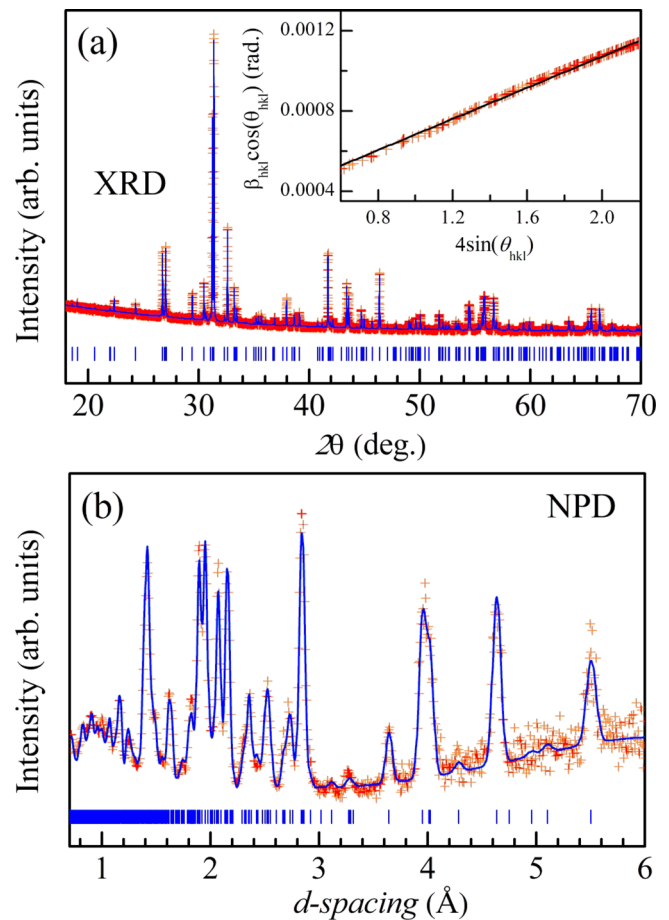 (a)
XRD
Intensity (arb. units)
β_hkl cos(θ_hkl) (rad.)
0.0012
0.0008
0.0004
0.8 1.2 1.6 2.0
4sin(θ_hkl)
20 30 40 50 60 70
2θ (deg.)
(b)
NPD
Intensity (arb. units)
1 2 3 4 5 6
d-spacing (Å)